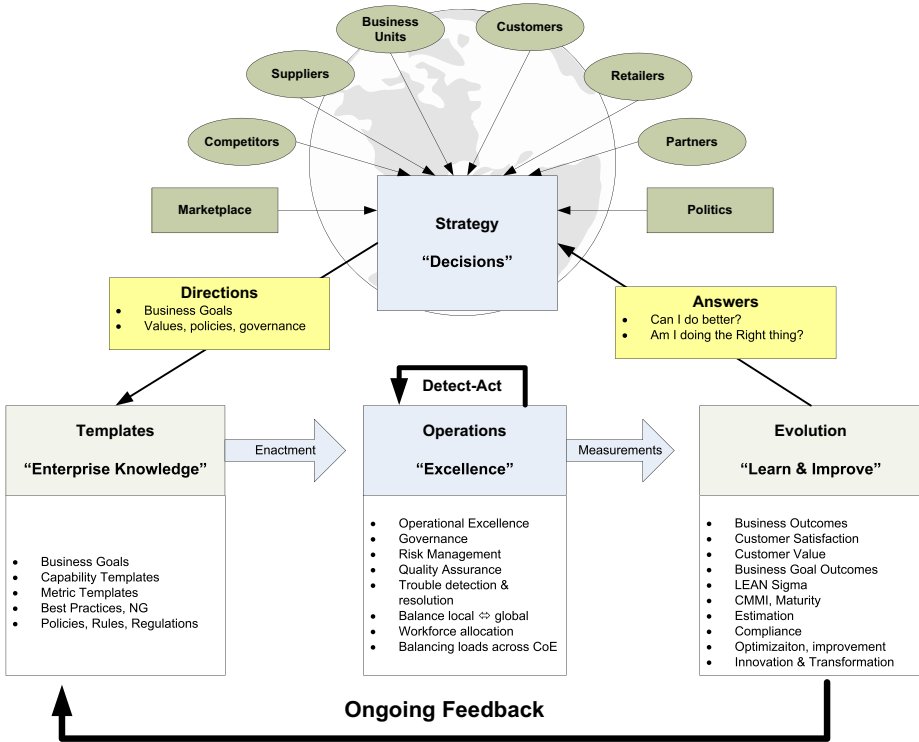 Business
Units
Customers
Suppliers
Retailers
Competitors
Partners
Marketplace
Politics
Strategy
“Decisions”
Directions
• Business Goals
• Values, policies, governance
Answers
• Can I do better?
• Am I doing the Right thing?
Detect-Act
Templates
“Enterprise Knowledge”
Enactment
Operations
“Excellence”
Measurements
Evolution
“Learn & Improve”
• Business Goals
• Capability Templates
• Metric Templates
• Best Practices, NG
• Policies, Rules, Regulations
• Operational Excellence
• Governance
• Risk Management
• Quality Assurance
• Trouble detection &
resolution
• Balance local ⇔ global
• Workforce allocation
• Balancing loads across CoE
• Business Outcomes
• Customer Satisfaction
• Customer Value
• Business Goal Outcomes
• LEAN Sigma
• CMMI, Maturity
• Estimation
• Compliance
• Optimizaiton, improvement
• Innovation & Transformation
Ongoing Feedback